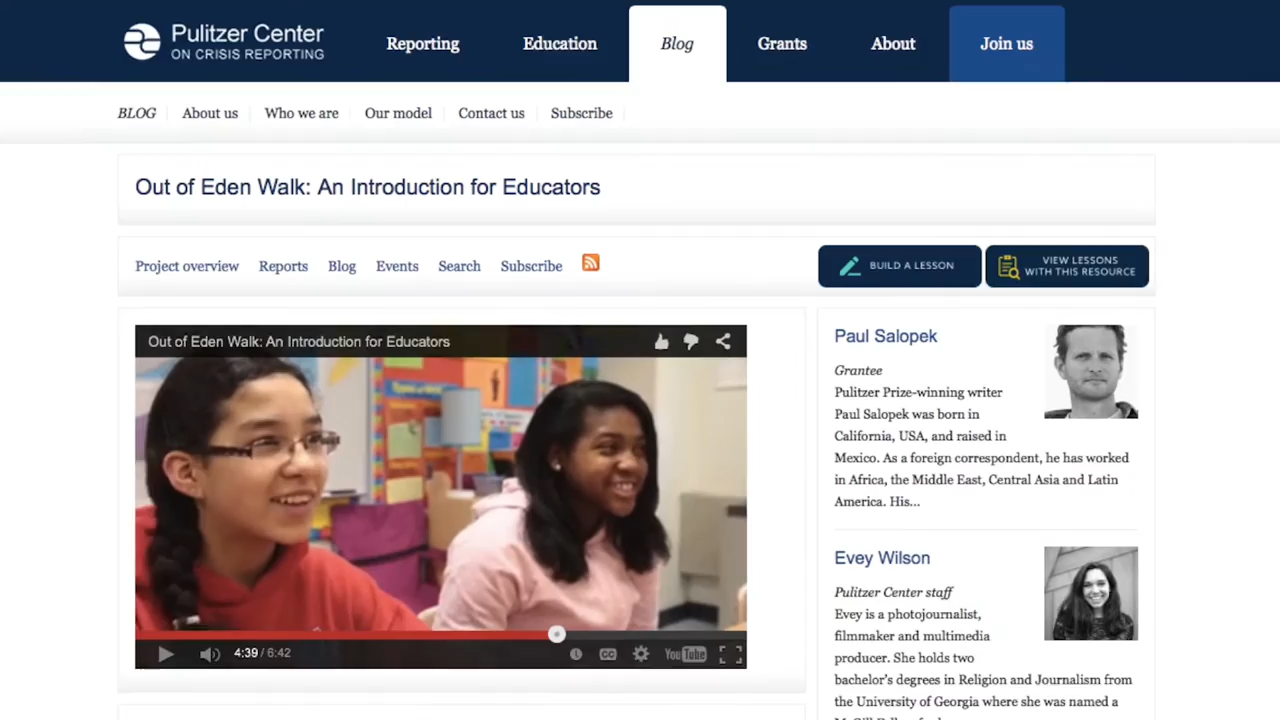 Pulitzer Center
ON CRISIS REPORTING
Reporting
Education
Blog
Grants
About
Join us
BLOG
About us
Who we are
Our model
Contact us
Subscribe
Out of Eden Walk: An Introduction for Educators
Project overview
Reports
Blog
Events
Search
Subscribe
BUILD A LESSON
VIEW LESSONS
WITH THIS RESOURCE
Out of Eden Walk: An Introduction for Educators
4:39 / 6:42
CC
YouTube
Paul Salopek
Grantee
Pulitzer Prize-winning writer
Paul Salopek was born in
California, USA, and raised in
Mexico. As a foreign correspondent, he has worked
in Africa, the Middle East, Central Asia and Latin
America. His...
Evey Wilson
Pulitzer Center staff
Evey is a photojournalist,
filmmaker and multimedia
producer. She holds two
bachelor's degrees in Religion and Journalism from
the University of Georgia where she was named a